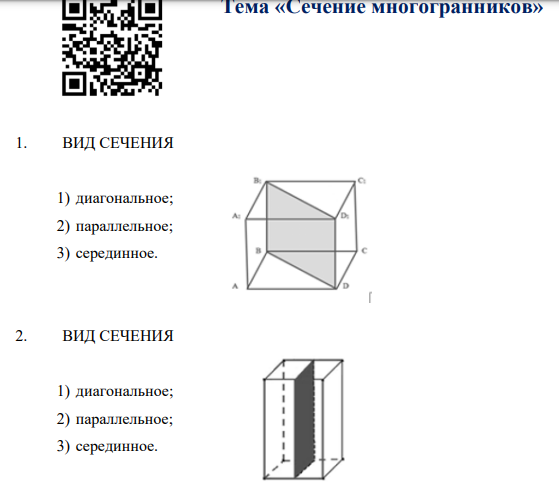 Тема «Сечение многогранников»
1. ВИД СЕЧЕНИЯ
1) диагональное;
2) параллельное;
3) серединное.
B1 C1
A1 D1
B C
A D
2. ВИД СЕЧЕНИЯ
1) диагональное;
2) параллельное;
3) серединное.